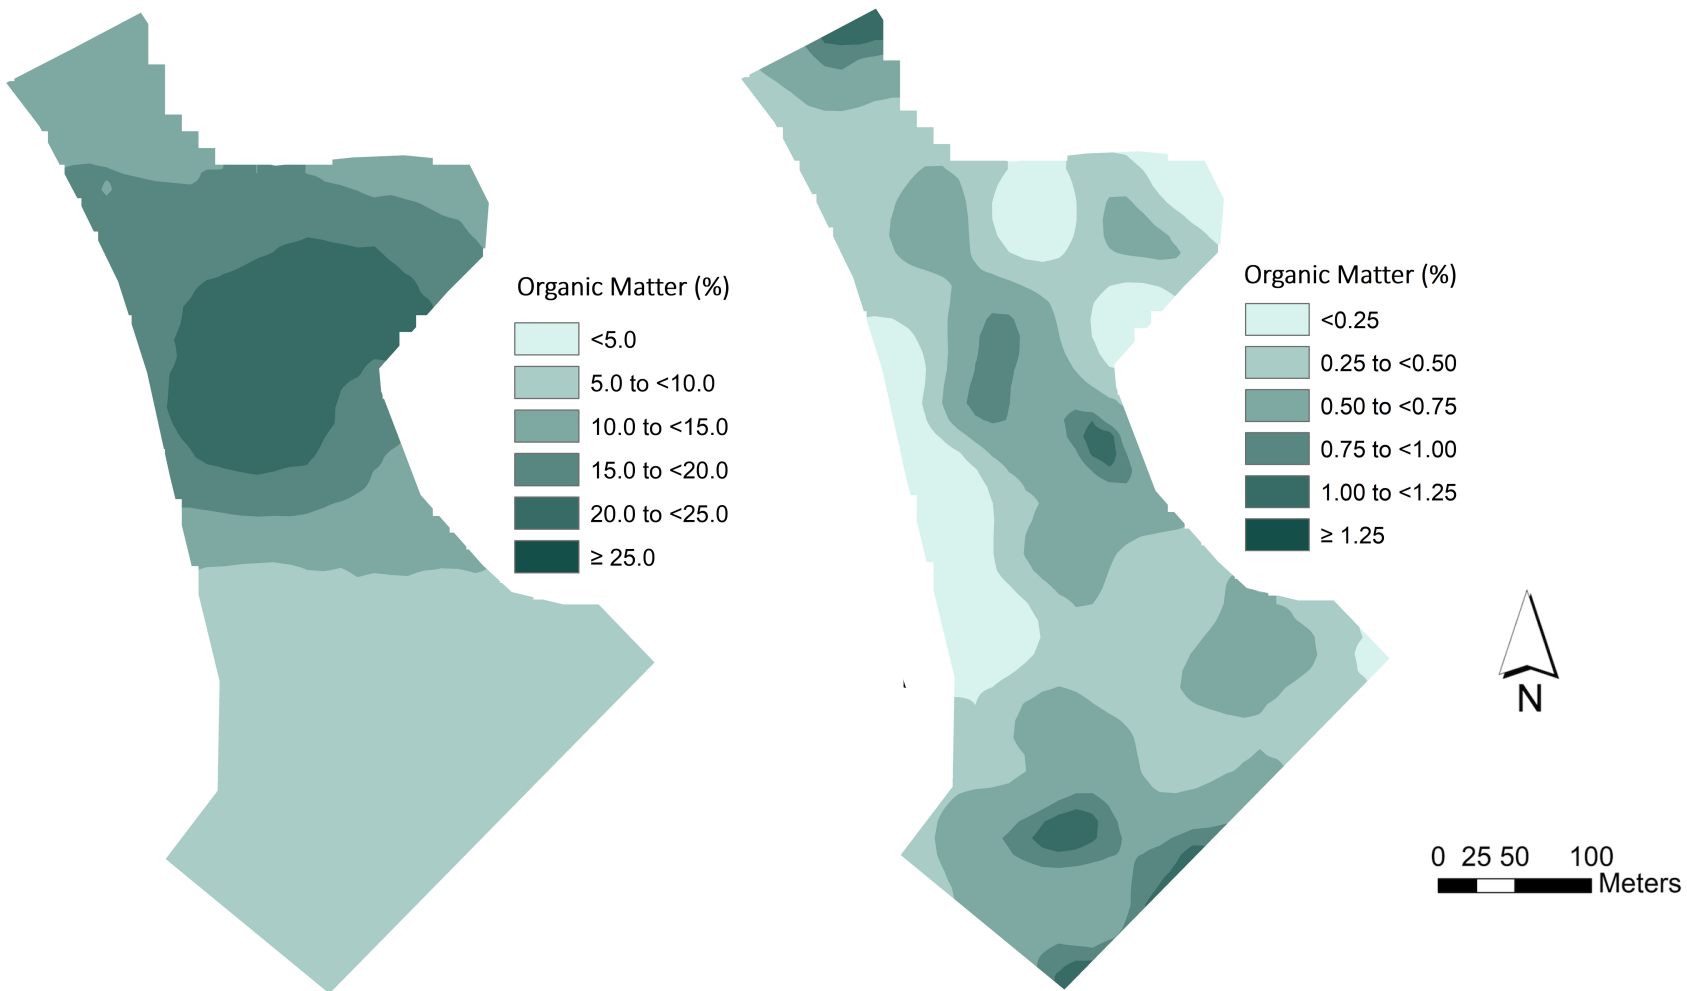 Organic Matter (%)
<5.0
5.0 to <10.0
10.0 to <15.0
15.0 to <20.0
20.0 to <25.0
≥ 25.0
Organic Matter (%)
<0.25
0.25 to <0.50
0.50 to <0.75
0.75 to <1.00
1.00 to <1.25
≥ 1.25
N
0 25 50 100
Meters